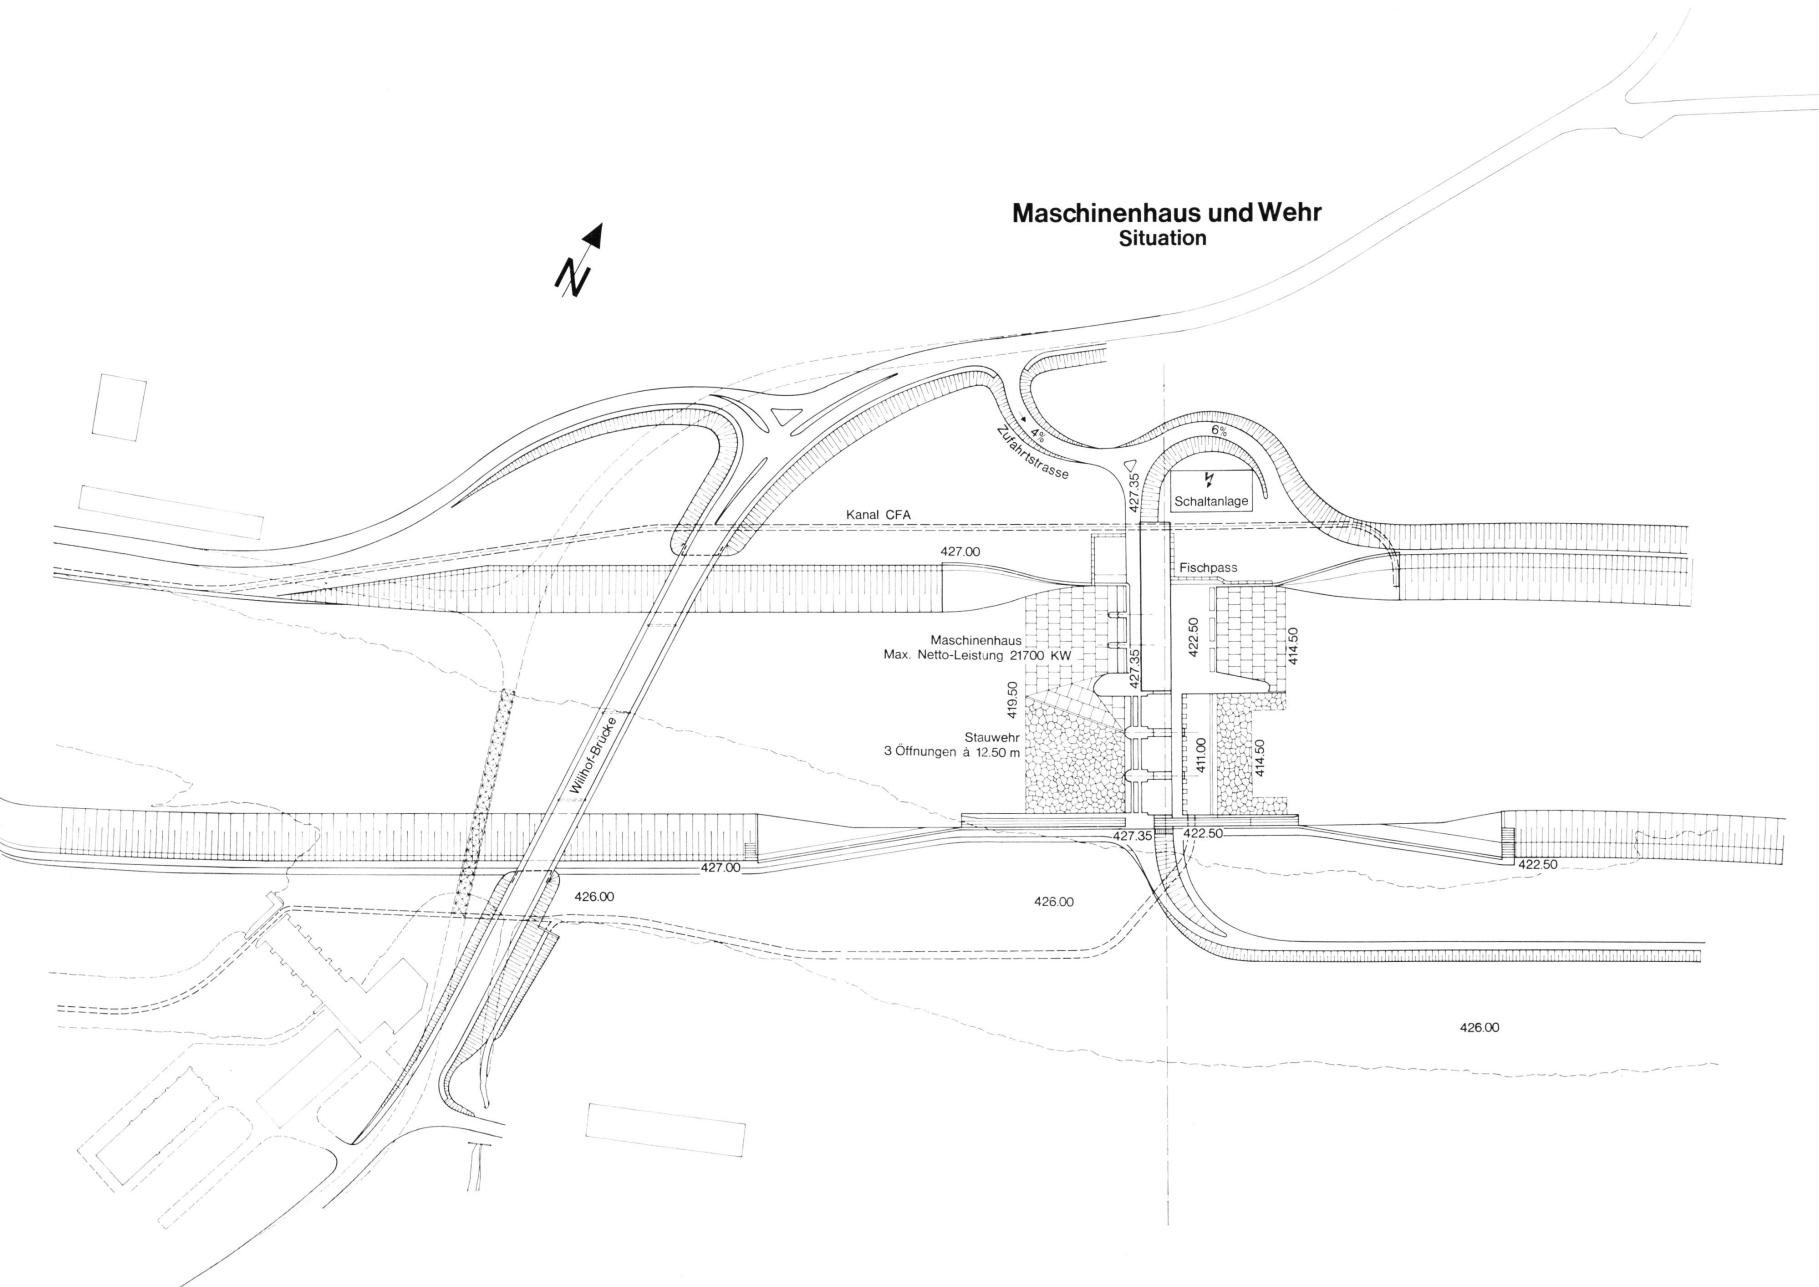 Maschinenhaus und Wehr
Situation
N
4%
Zufahrtstrasse
6%
427.35
Schaltanlage
Kanal CFA
427.00
Fischpass
Maschinenhaus
Max. Netto-Leistung 21700 KW
427.35
422.50
414.50
419.50
Stauwehr
3 Öffnungen à 12.50 m
411.00
414.50
Willhof-Brücke
427.35
422.50
427.00
422.50
426.00
426.00
426.00